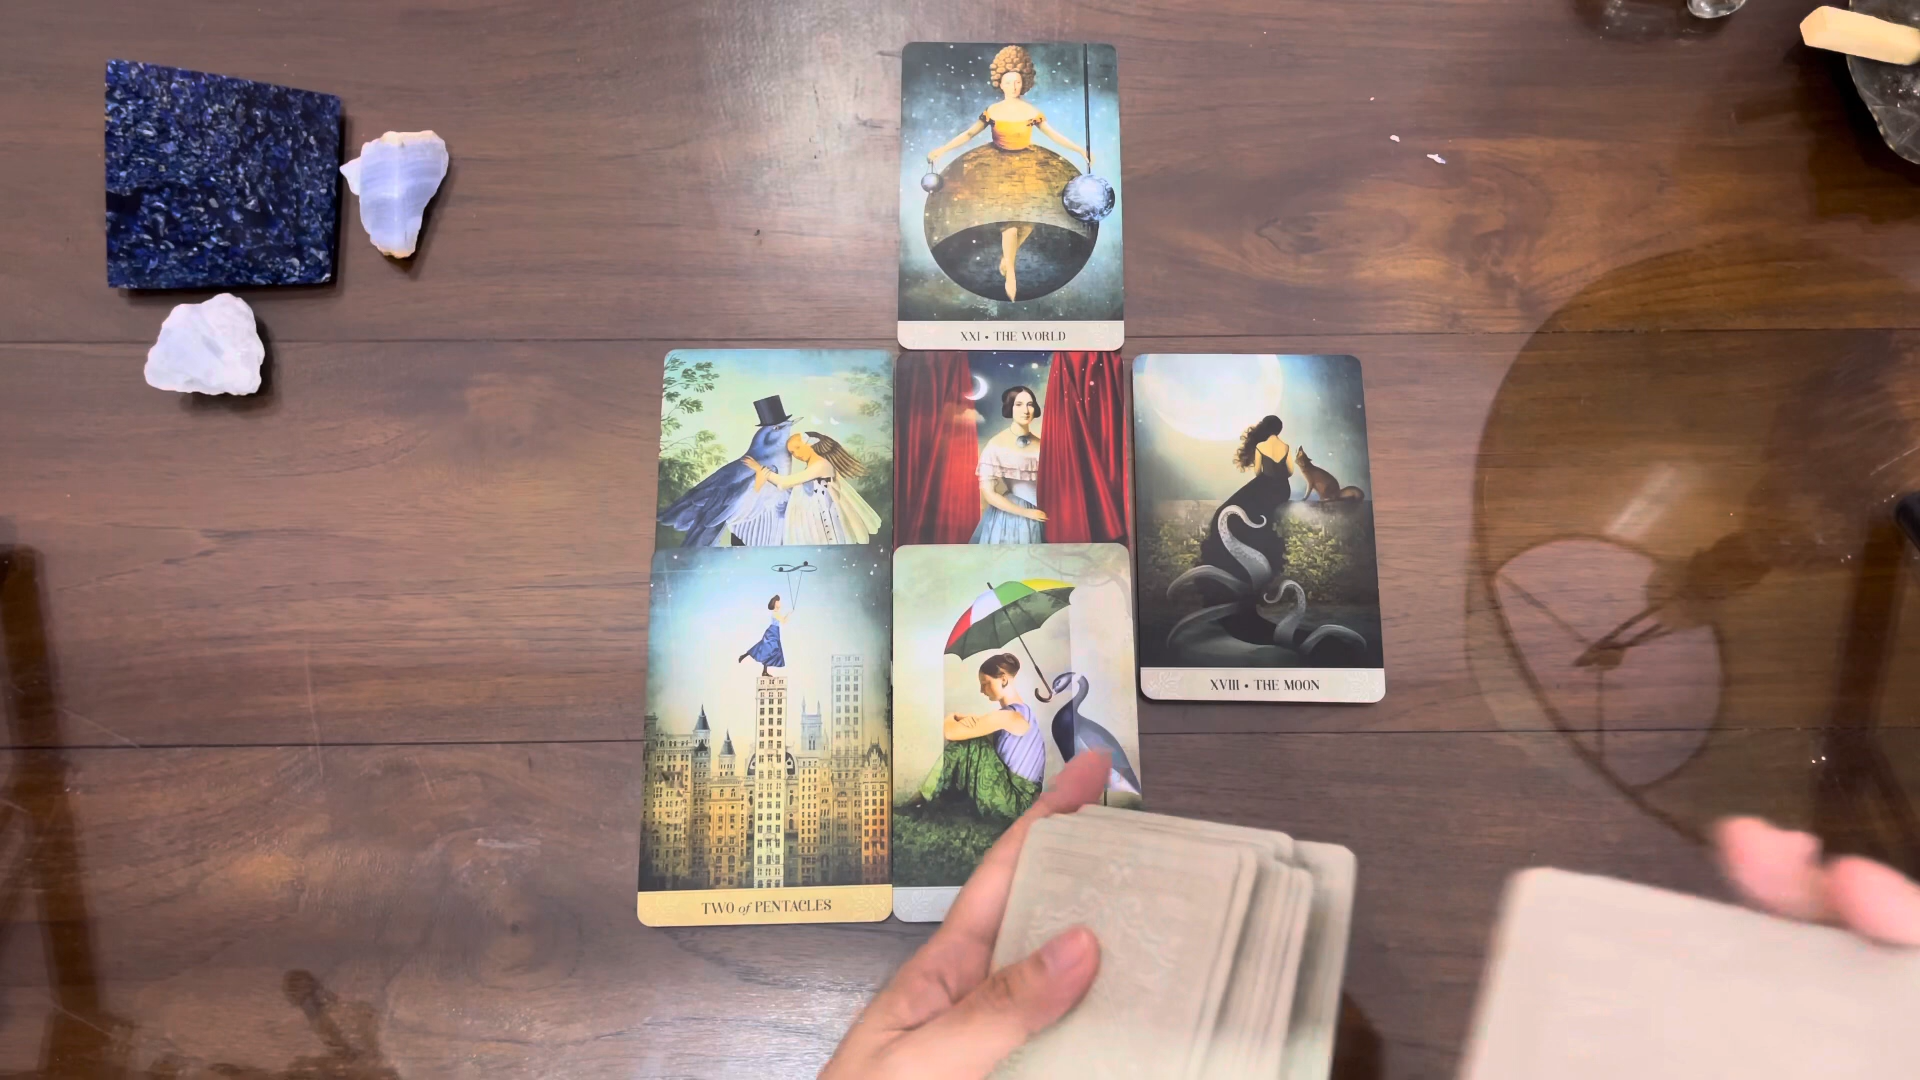 XXI • THE WORLD
XVIII • THE MOON
TWO of PENTACLES